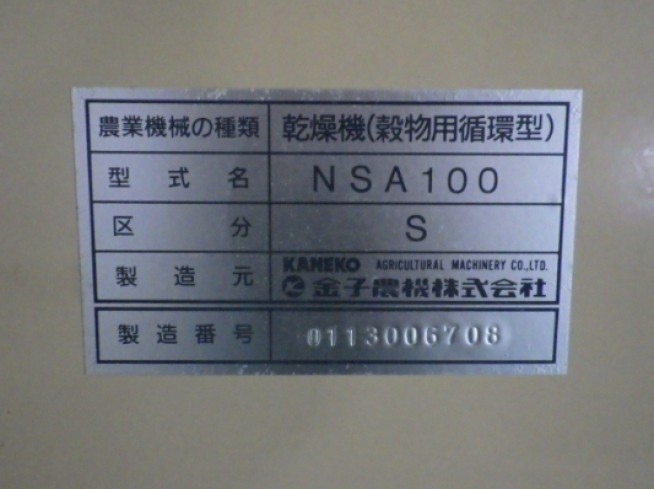 農業機械の種類 乾燥機(穀物用循環型)
型式名 NSA100
区分 S
製造元 KANEKO AGRICULTURAL MACHINERY CO.,LTD.
金子農機株式会社
製造番号 0113006708